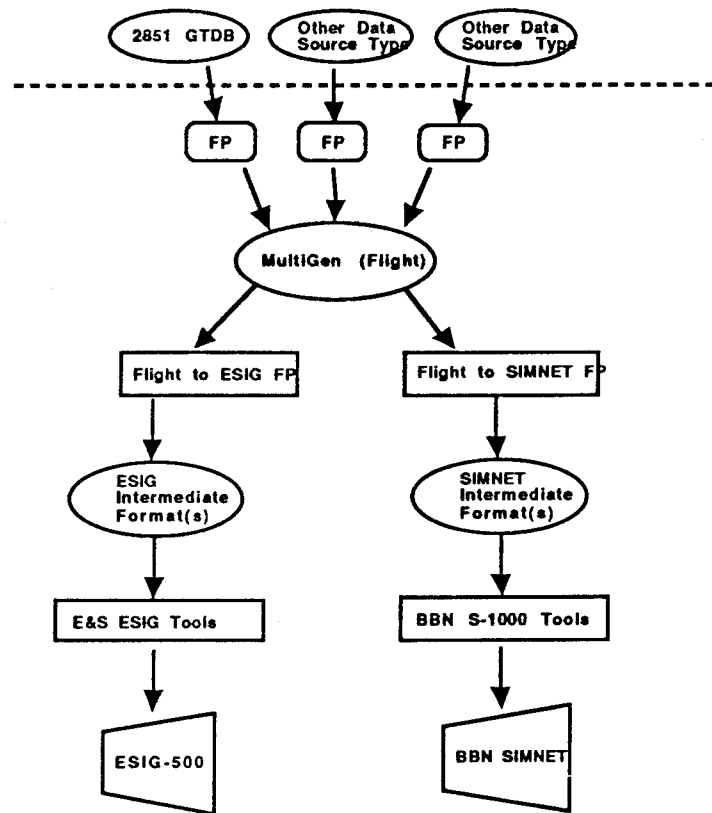 2851 GTDB
Other Data
Source Type
Other Data
Source Type
FP
FP
FP
MultiGen (Flight)
Flight to ESIG FP
Flight to SIMNET FP
ESIG
Intermediate
Format(s)
SIMNET
Intermediate
Format(s)
E&S ESIG Tools
BBN S-1000 Tools
ESIG-500
BBN SIMNET